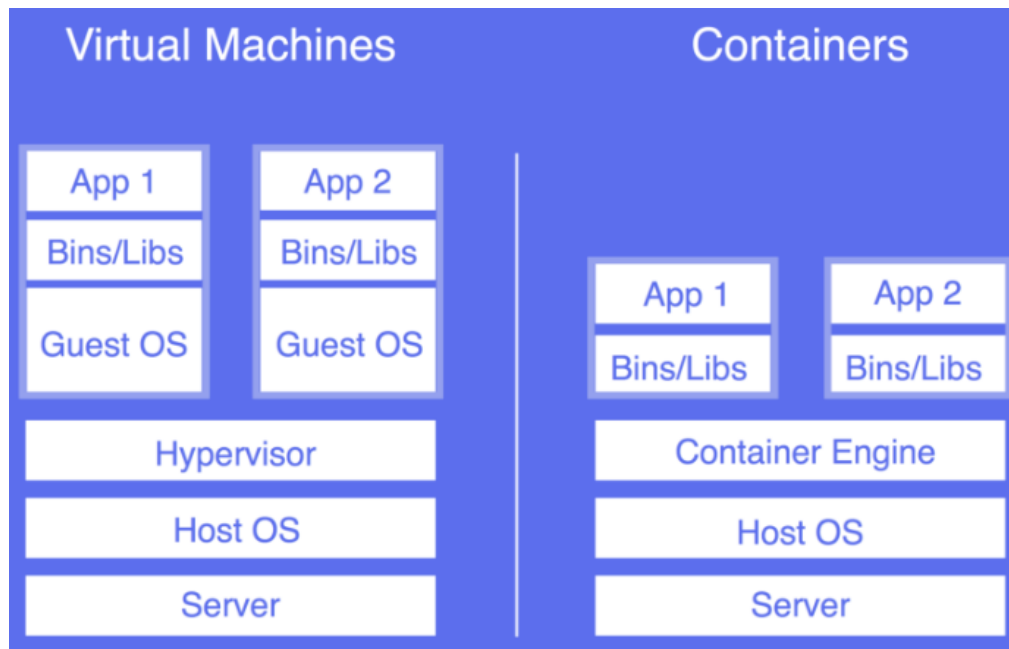 Virtual Machines
App 1
Bins/Libs
Guest OS
App 2
Bins/Libs
Guest OS
Hypervisor
Host OS
Server
Containers
App 1
Bins/Libs
App 2
Bins/Libs
Container Engine
Host OS
Server